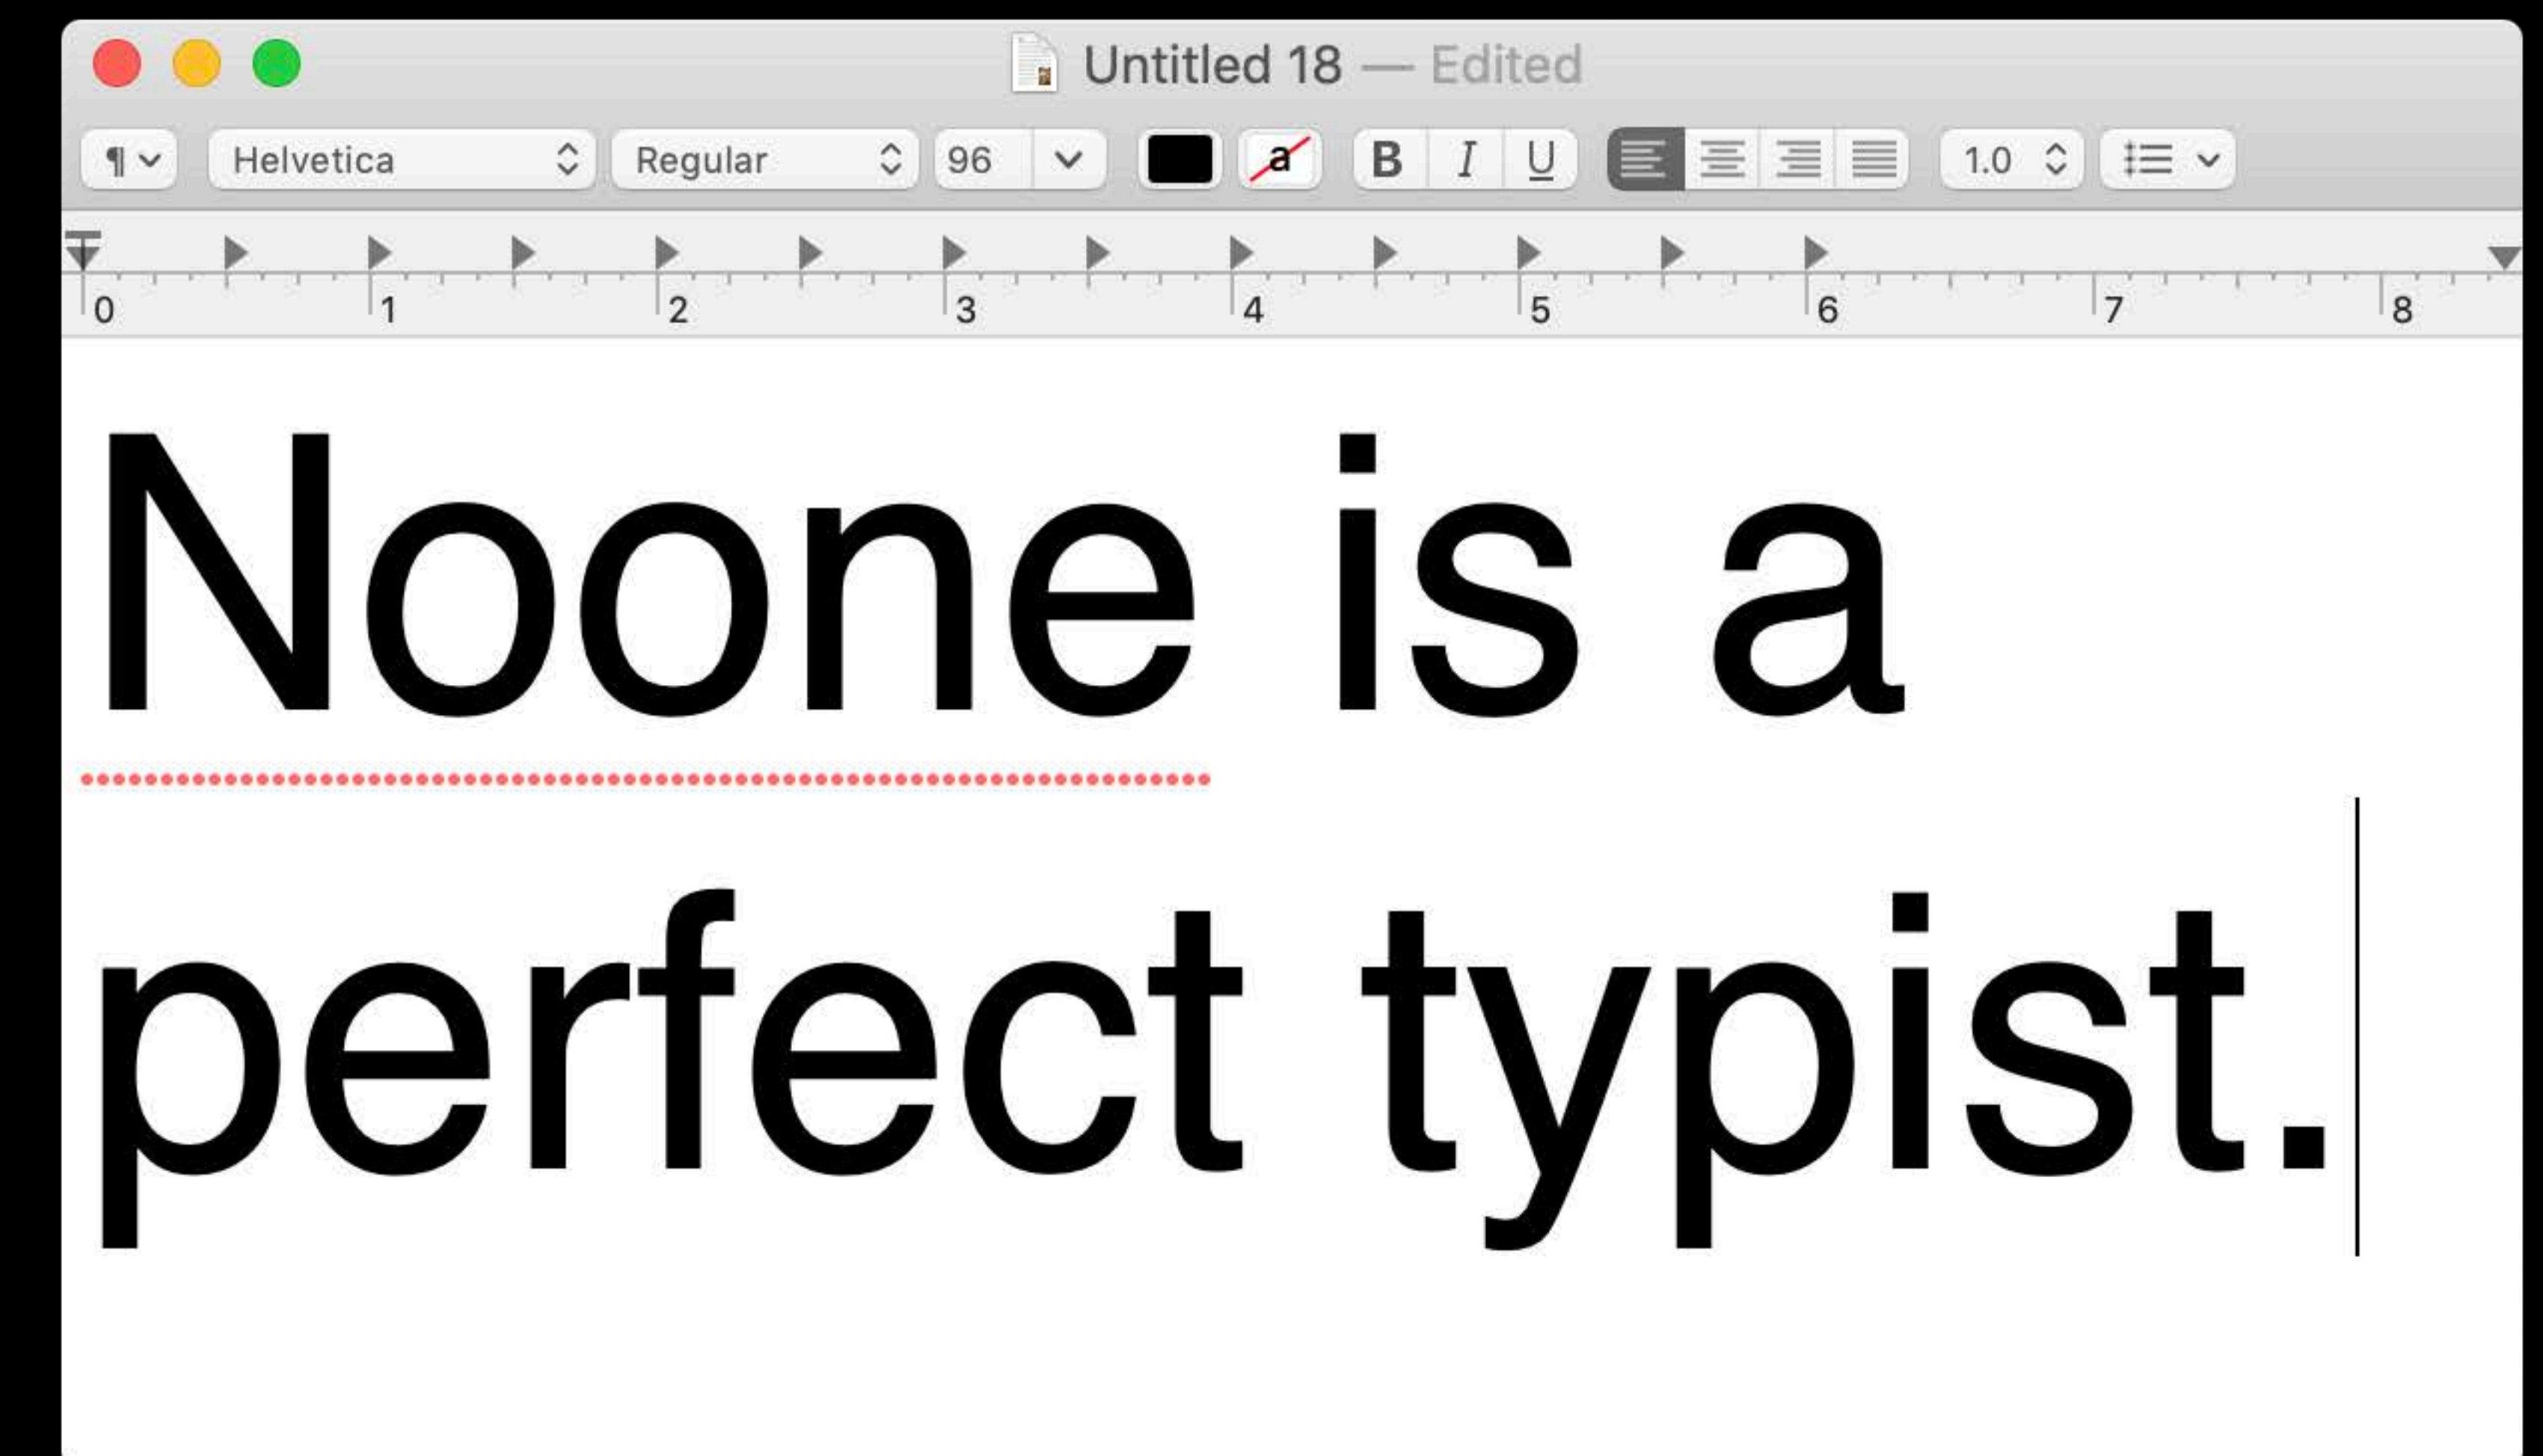 Untitled 18 — Edited
¶ Helvetica Regular 96 a B I U 1.0
0 1 2 3 4 5 6 7 8
Noone is a
perfect typist.